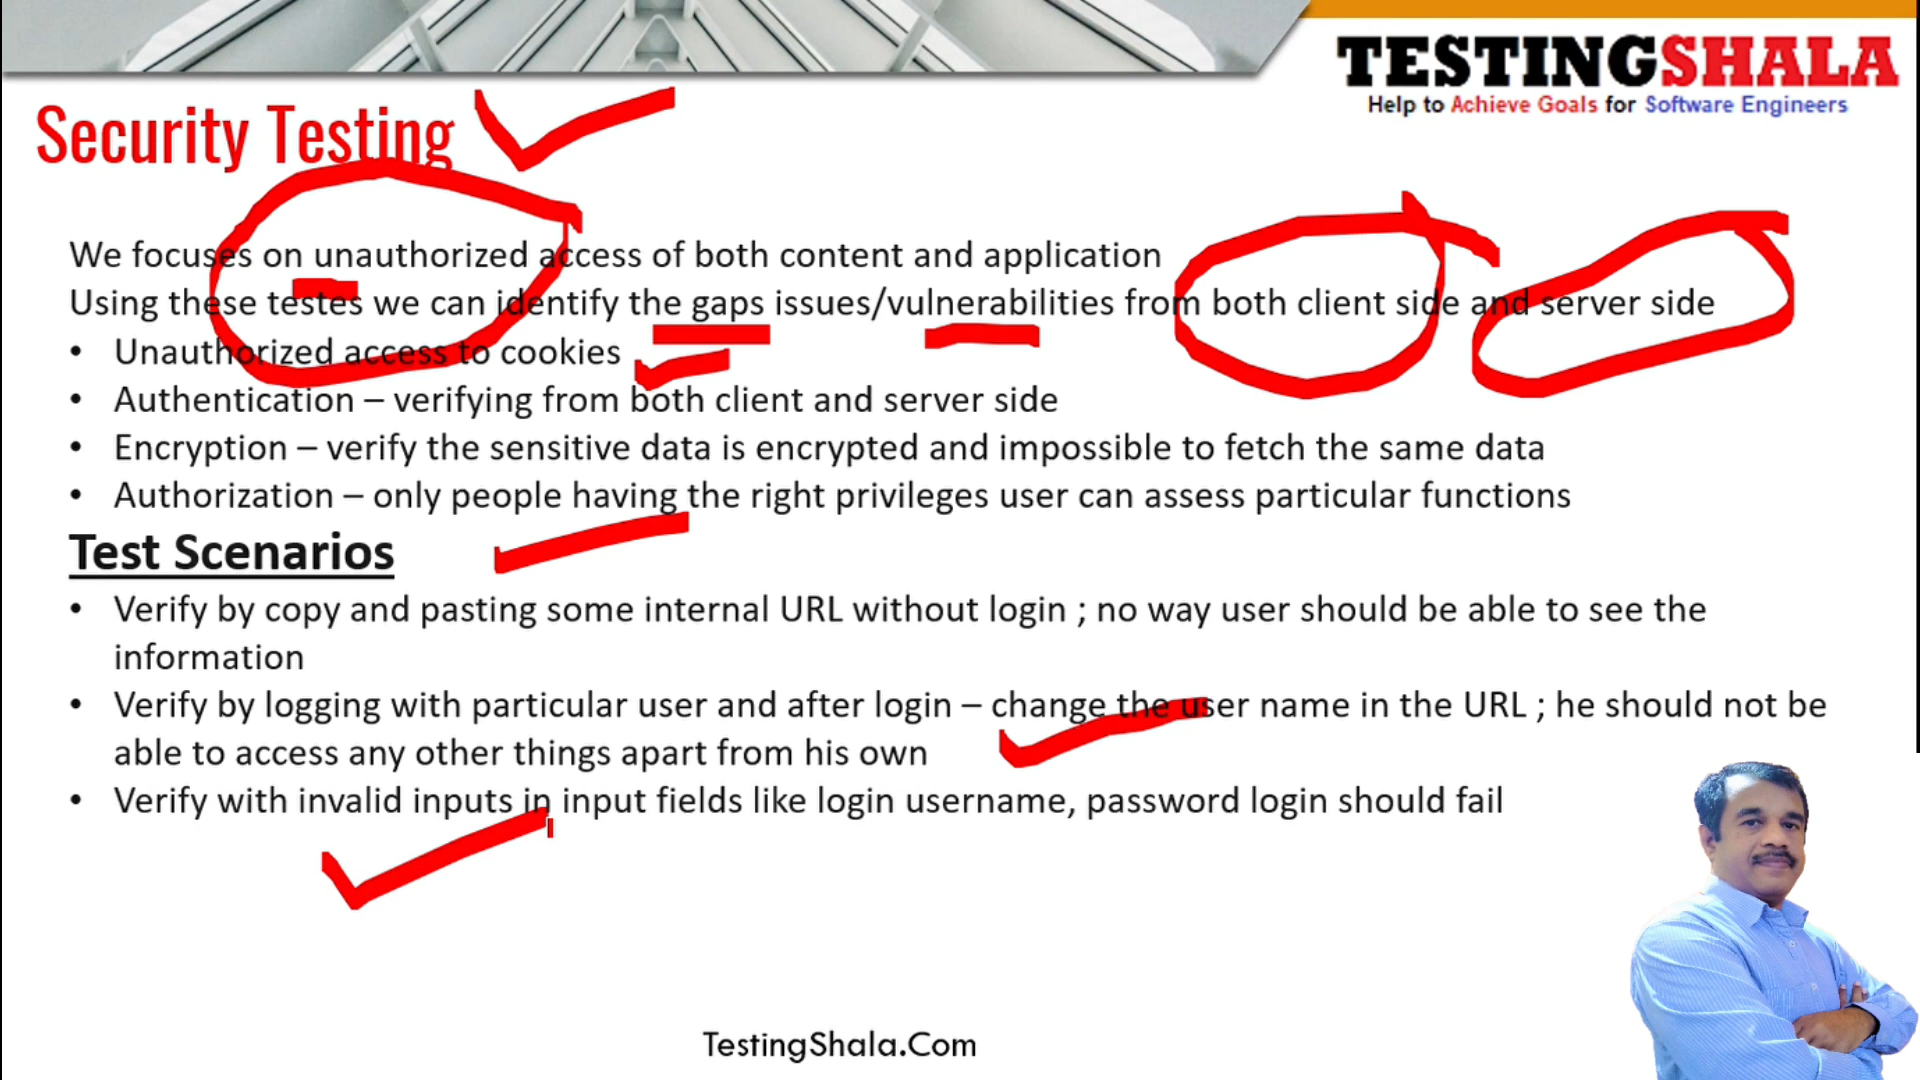 TESTINGSHALA
Help to Achieve Goals for Software Engineers
Security Testing
We focuses on unauthorized access of both content and application
Using these testes we can identify the gaps issues/vulnerabilities from both client side and server side
• Unauthorized access to cookies
• Authentication – verifying from both client and server side
• Encryption – verify the sensitive data is encrypted and impossible to fetch the same data
• Authorization – only people having the right privileges user can assess particular functions
Test Scenarios
• Verify by copy and pasting some internal URL without login ; no way user should be able to see the
information
• Verify by logging with particular user and after login – change the user name in the URL ; he should not be
able to access any other things apart from his own
• Verify with invalid inputs in input fields like login username, password login should fail
TestingShala.Com